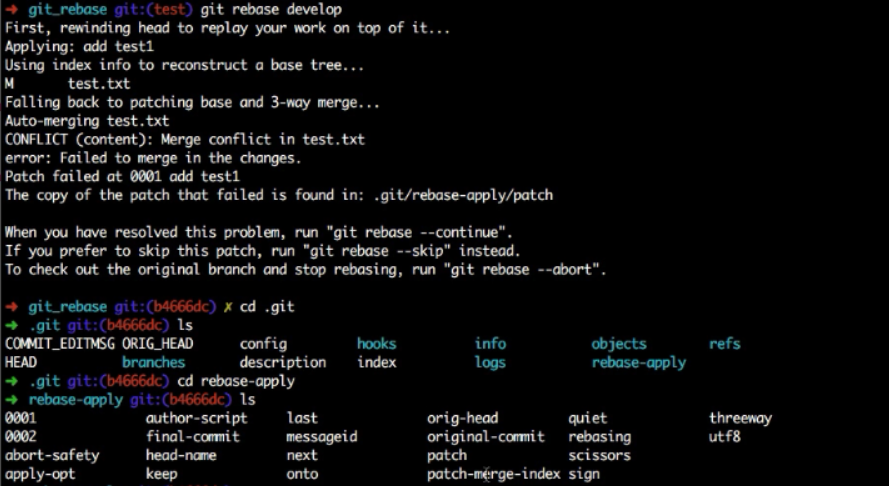 → git_rebase git:(test) git rebase develop
First, rewinding head to replay your work on top of it...
Applying: add test1
Using index info to reconstruct a base tree...
M test.txt
Falling back to patching base and 3-way merge...
Auto-merging test.txt
CONFLICT (content): Merge conflict in test.txt
error: Failed to merge in the changes.
Patch failed at 0001 add test1
The copy of the patch that failed is found in: .git/rebase-apply/patch
When you have resolved this problem, run "git rebase --continue".
If you prefer to skip this patch, run "git rebase --skip" instead.
To check out the original branch and stop rebasing, run "git rebase --abort".
→ git_rebase git:(b4666dc) ✗ cd .git
→ .git git:(b4666dc) ls
COMMIT_EDITMSG ORIG_HEAD config hooks info objects refs
HEAD branches description index logs rebase-apply
→ .git git:(b4666dc) cd rebase-apply
→ rebase-apply git:(b4666dc) ls
0001 author-script last orig-head quiet threeway
0002 final-commit messageid original-commit rebasing utf8
abort-safety head-name next patch scissors
apply-opt keep onto patch-merge-index sign